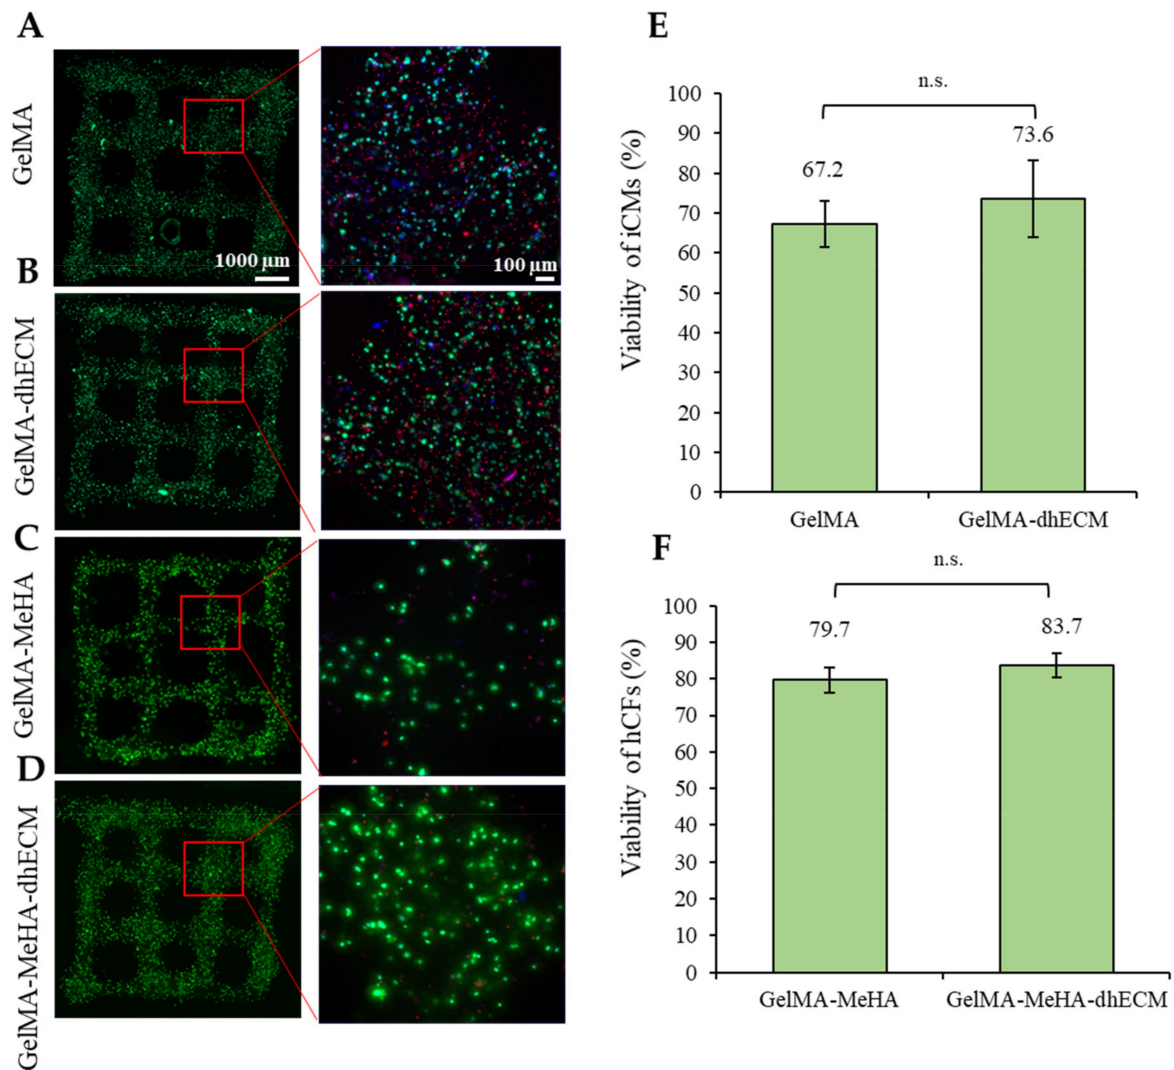 A
GelMA
1000 μm
100 μm
B
GelMA-dhECM
C
GelMA-MeHA
D
GelMA-MeHA-dhECM
E
n.s.
Viability of iCMs (%)
100
90
80
70
60
50
40
30
20
10
0
67.2
73.6
GelMA
GelMA-dhECM
F
n.s.
Viability of hCFs (%)
100
90
80
70
60
50
40
30
20
10
0
79.7
83.7
GelMA-MeHA
GelMA-MeHA-dhECM